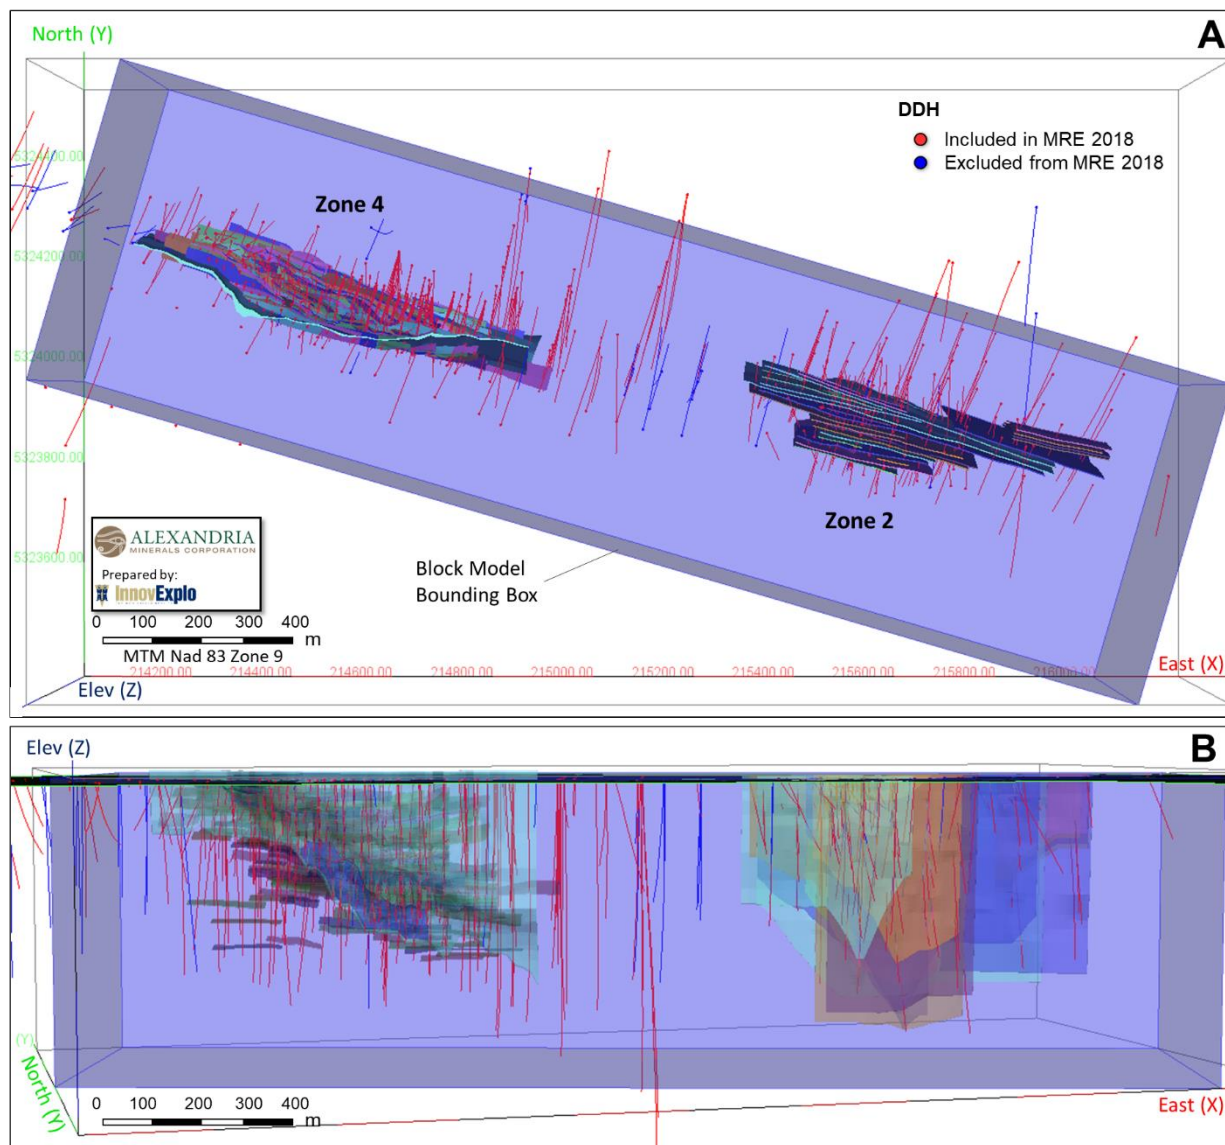 A
North (Y)
DDH
Included in MRE 2018
Excluded from MRE 2018
5324400.00
Zone 4
5324200.00
5324000.00
5323800.00
Zone 2
ALEXANDRIA
MINERALS CORPORATION
5323600.00
Prepared by:
InnovExplo
Block Model
Bounding Box
0 100 200 300 400
m
MTM Nad 83 Zone 9
214200.00 214400.00 214600.00 214800.00 215000.00 215200.00 215400.00 215600.00 215800.00 216000.00
East (X)
Elev (Z)
B
Elev (Z)
(Y)
North (Y)
0 100 200 300 400
m
East (X)